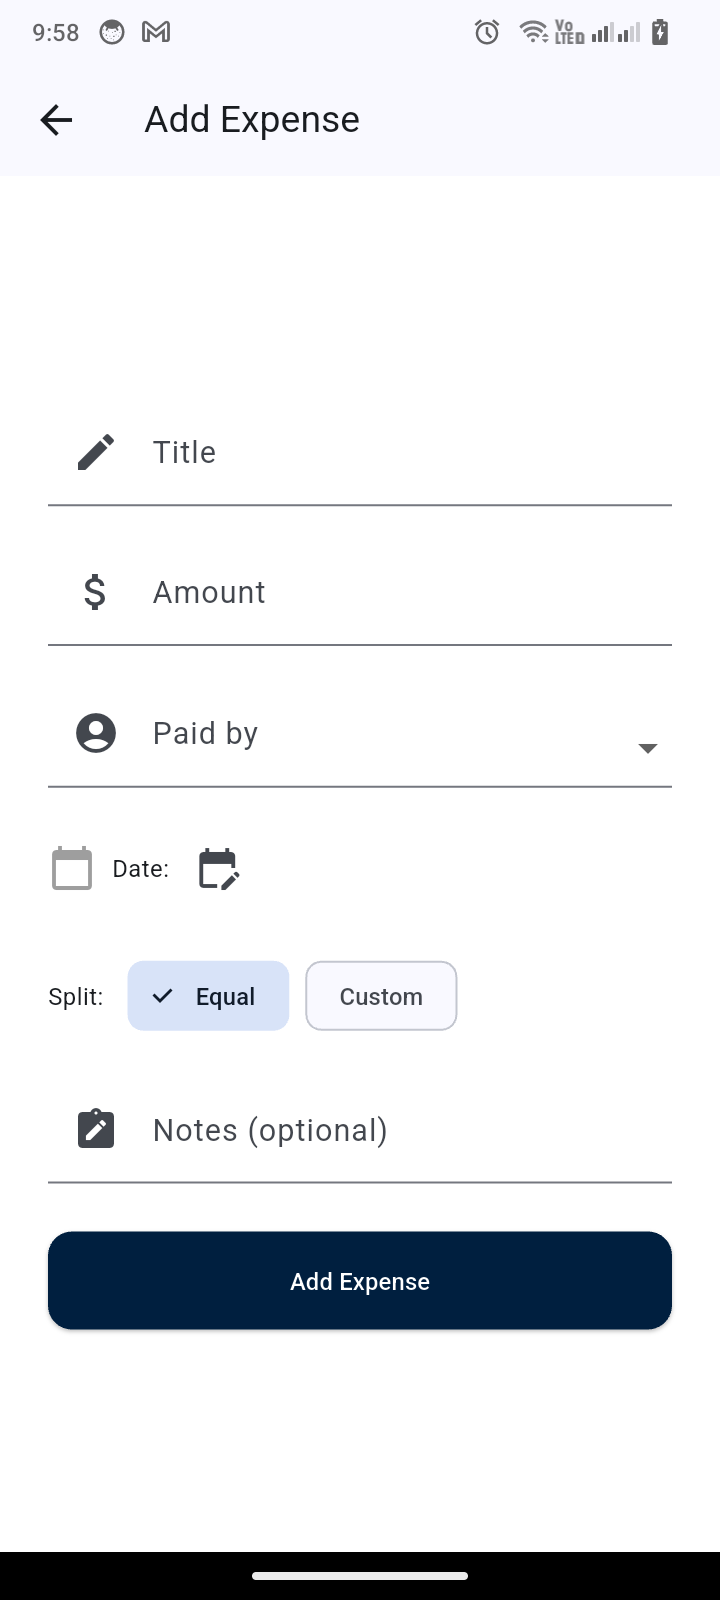 9:58
Vo
LTE D
Add Expense
Title
$ Amount
Paid by
Date:
Split: Equal Custom
Notes (optional)
Add Expense